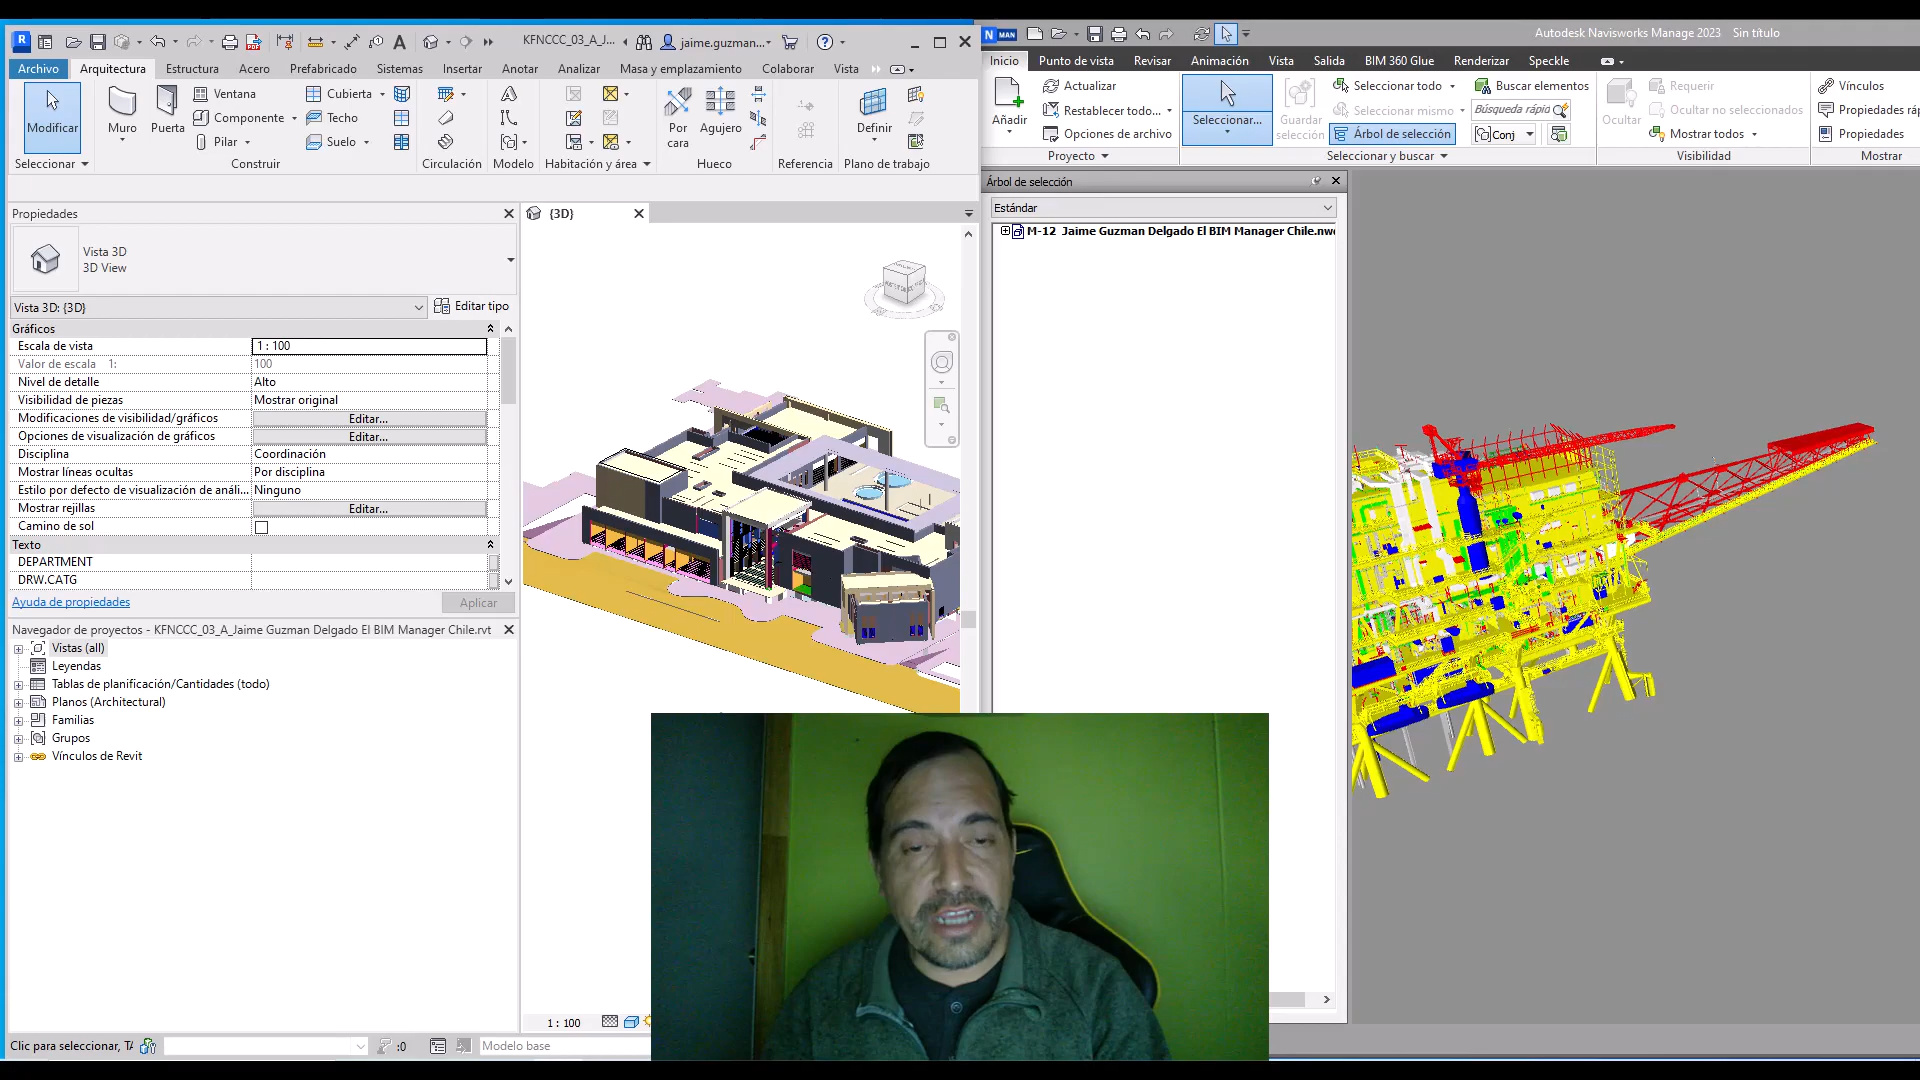 KFNCCC_03_A_J...
jaime.guzman...
Archivo
Arquitectura
Estructura
Acero
Prefabricado
Sistemas
Insertar
Anotar
Analizar
Masa y emplazamiento
Colaborar
Vista
Modificar
Muro
Puerta
Ventana
Componente
Pilar
Cubierta
Techo
Suelo
Por cara
Agujero
Definir
Seleccionar
Construir
Circulación
Modelo
Habitación y área
Hueco
Referencia
Plano de trabajo
Propiedades
Vista 3D
3D View
Vista 3D: {3D}
Editar tipo
Gráficos
Escala de vista
1 : 100
Valor de escala 1:
100
Nivel de detalle
Alto
Visibilidad de piezas
Mostrar original
Modificaciones de visibilidad/gráficos
Editar...
Opciones de visualización de gráficos
Editar...
Disciplina
Coordinación
Mostrar líneas ocultas
Por disciplina
Estilo por defecto de visualización de análi...
Ninguno
Mostrar rejillas
Editar...
Camino de sol
Texto
DEPARTMENT
DRW.CATG
Ayuda de propiedades
Aplicar
Navegador de proyectos - KFNCCC_03_A_Jaime Guzman Delgado El BIM Manager Chile.rvt
Vistas (all)
Leyendas
Tablas de planificación/Cantidades (todo)
Planos (Architectural)
Familias
Grupos
Vínculos de Revit
{3D}
1 : 100
Clic para seleccionar, TA
:0
Modelo base
N MAN
Autodesk Navisworks Manage 2023 Sin título
Inicio
Punto de vista
Revisar
Animación
Vista
Salida
BIM 360 Glue
Renderizar
Speckle
Añadir
Actualizar
Restablecer todo...
Opciones de archivo
Proyecto
Seleccionar...
Guardar selección
Seleccionar todo
Seleccionar mismo
Árbol de selección
Buscar elementos
Búsqueda rápid
Conj
Seleccionar y buscar
Ocultar
Requerir
Ocultar no seleccionados
Mostrar todos
Visibilidad
Vínculos
Propiedades ráp
Propiedades
Mostrar
Árbol de selección
Estándar
M-12 Jaime Guzman Delgado El BIM Manager Chile.nw